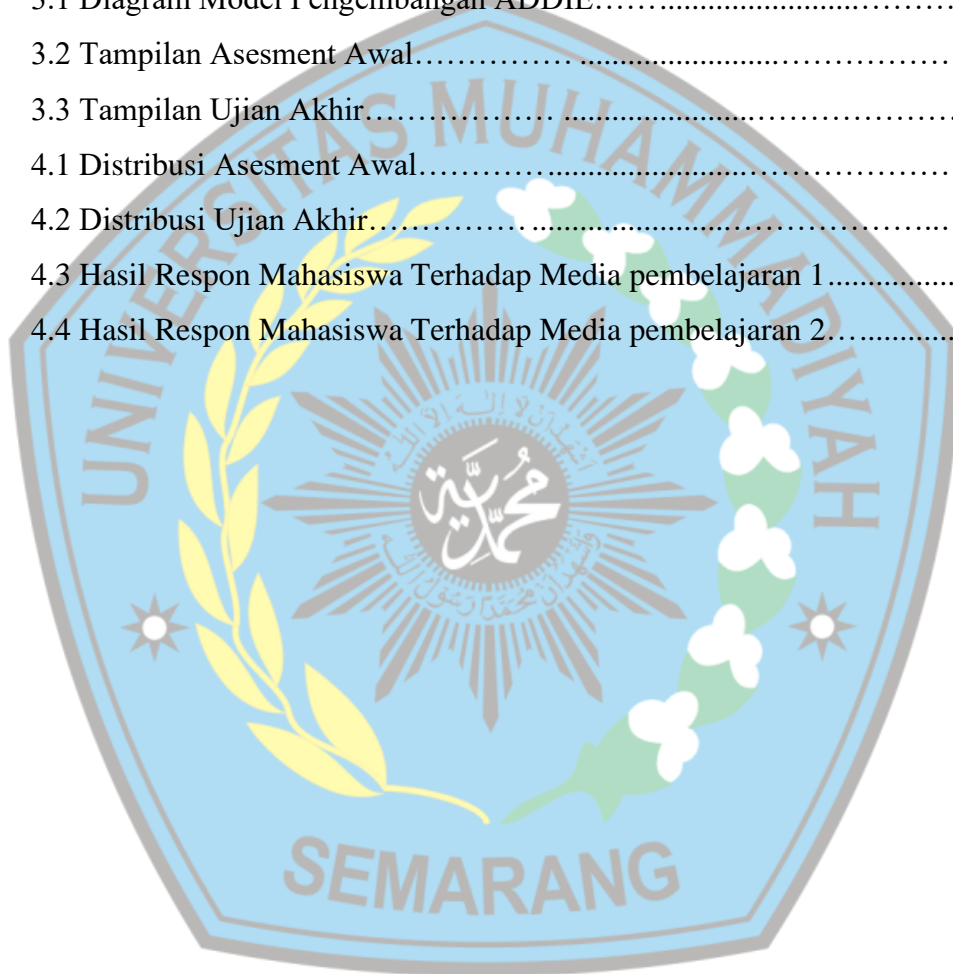 3.1 Diagram Model Pengembangan ADDIE…….........................………
3.2 Tampilan Asesment Awal…………… .........................………………
3.3 Tampilan Ujian Akhir……………… .......................…………………
4.1 Distribusi Asesment Awal…………........................…………………
4.2 Distribusi Ujian Akhir…………… .........................………………...
4.3 Hasil Respon Mahasiswa Terhadap Media pembelajaran 1................
4.4 Hasil Respon Mahasiswa Terhadap Media pembelajaran 2…............
UNIVERSITAS MUHAMMADIYAH
محمدية
SEMARANG